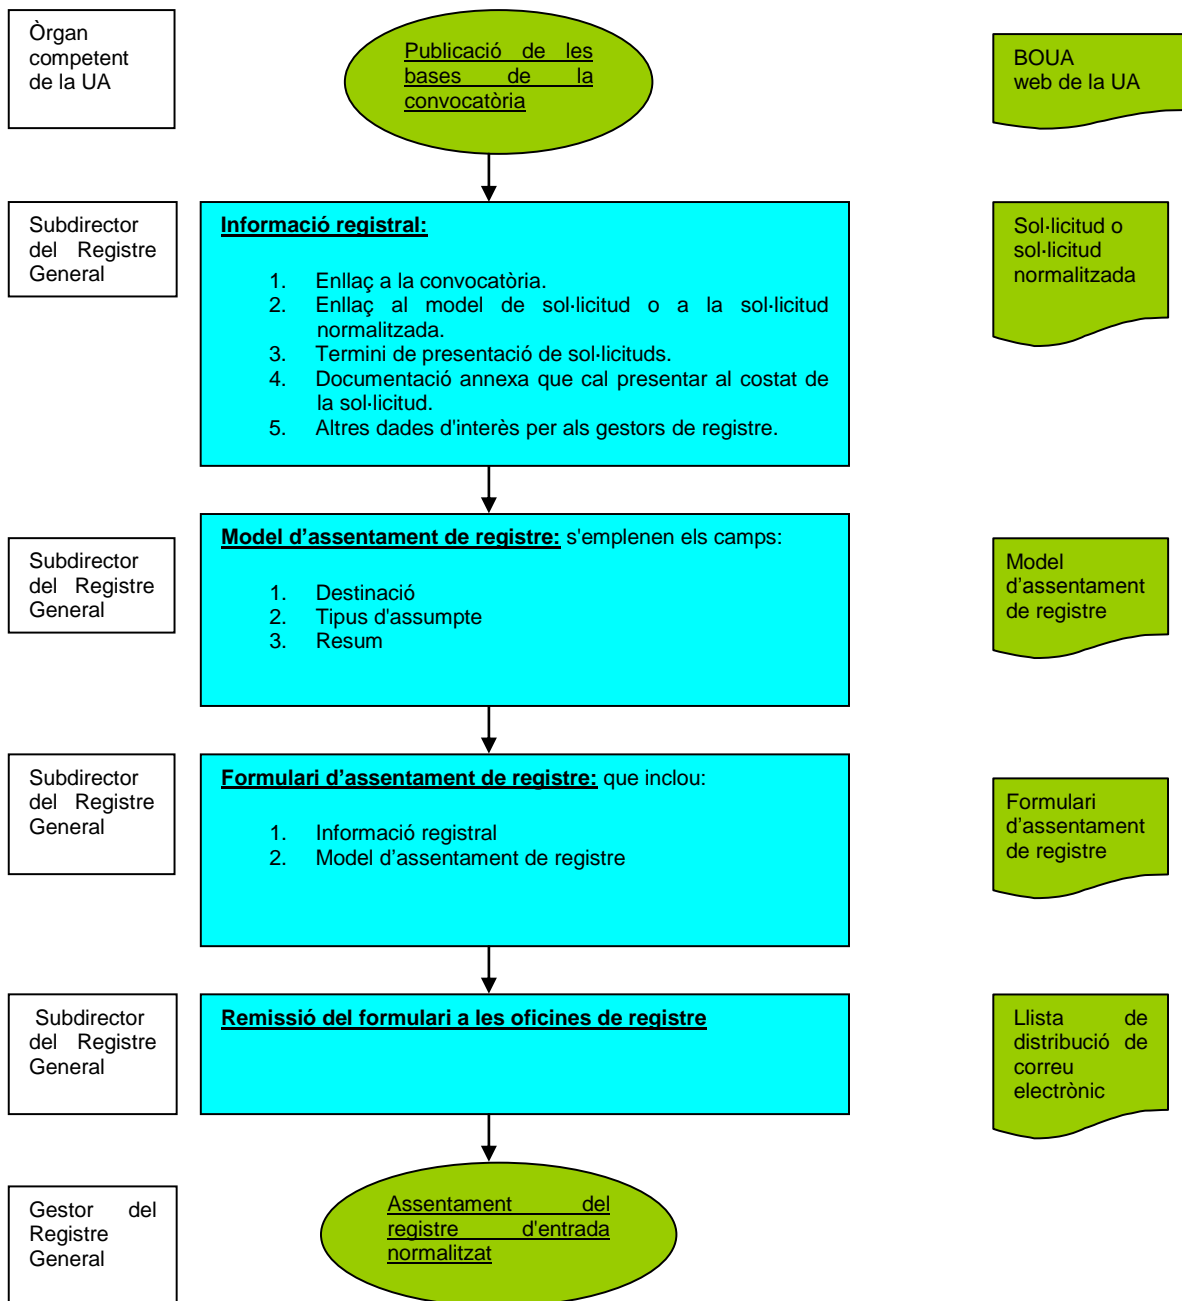 Òrgan
competent
de la UA
Publicació de les
bases de la
convocatòria
BOUA
web de la UA
Subdirector
del Registre
General
Informació registral:
1. Enllaç a la convocatòria.
2. Enllaç al model de sol·licitud o a la sol·licitud
normalitzada.
3. Termini de presentació de sol·licituds.
4. Documentació annexa que cal presentar al costat de
la sol·licitud.
5. Altres dades d'interès per als gestors de registre.
Sol·licitud o
sol·licitud
normalitzada
Subdirector
del Registre
General
Model d’assentament de registre: s'emplenen els camps:
1. Destinació
2. Tipus d'assumpte
3. Resum
Model
d’assentament
de registre
Subdirector
del Registre
General
Formulari d’assentament de registre: que inclou:
1. Informació registral
2. Model d’assentament de registre
Formulari
d’assentament
de registre
Subdirector
del Registre
General
Remissió del formulari a les oficines de registre
Llista de
distribució de
correu
electrònic
Gestor del
Registre
General
Assentament del
registre d'entrada
normalitzat